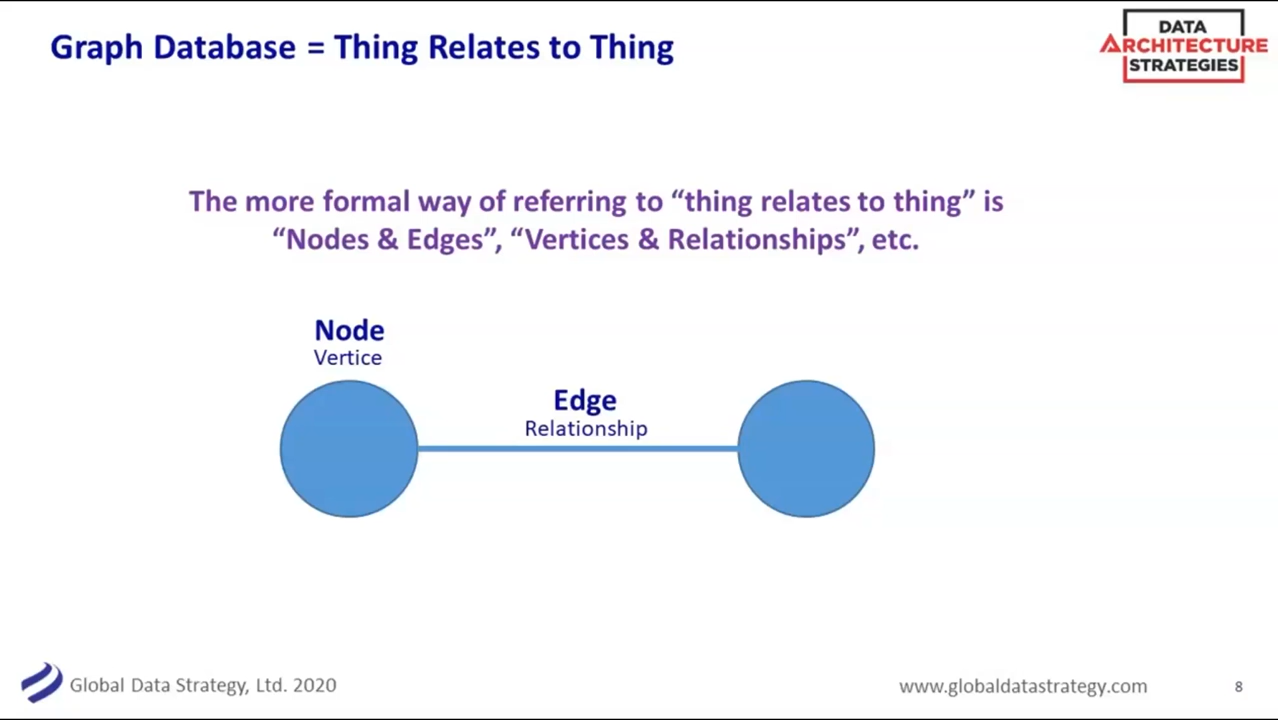 Graph Database = Thing Relates to Thing
DATA
ARCHITECTURE
STRATEGIES
The more formal way of referring to “thing relates to thing” is
“Nodes & Edges”, “Vertices & Relationships”, etc.
Node
Vertice
Edge
Relationship
Global Data Strategy, Ltd. 2020
www.globaldatastrategy.com
8